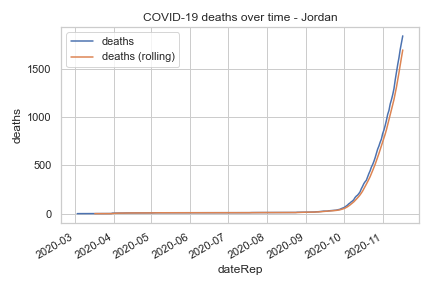 COVID-19 deaths over time - Jordan
deaths
deaths (rolling)
deaths
1500
1000
500
0
2020-03
2020-04
2020-05
2020-06
2020-07
2020-08
2020-09
2020-10
2020-11
dateRep